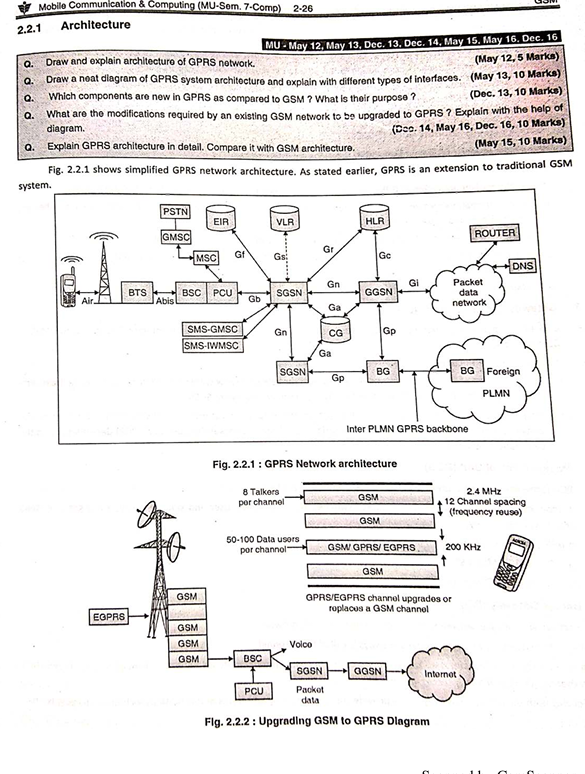 Mobile Communication & Computing (MU-Sem. 7-Comp) 2-26
GSM
2.2.1 Architecture
MU - May 12, May 13, Dec. 13, Dec. 14, May 15, May 16, Dec. 16
Q. Draw and explain architecture of GPRS network. (May 12, 5 Marks)
Q. Draw a neat diagram of GPRS system architecture and explain with different types of interfaces. (May 13, 10 Marks)
Q. Which components are new in GPRS as compared to GSM ? What is their purpose ? (Dec. 13, 10 Marks)
Q. What are the modifications required by an existing GSM network to be upgraded to GPRS ? Explain with the help of
diagram. (Dec. 14, May 16, Dec. 16, 10 Marks)
Q. Explain GPRS architecture in detail. Compare it with GSM architecture. (May 15, 10 Marks)
Fig. 2.2.1 shows simplified GPRS network architecture. As stated earlier, GPRS is an extension to traditional GSM
system.
PSTN
EIR
VLR
HLR
GMSC
ROUTER
MSC
Gf
Gs
Gr
Gc
DNS
Air
BTS
Abis
BSC
PCU
Gb
SGSN
Gn
GGSN
Gi
Packet
data
network
Ga
SMS-GMSC
SMS-IWMSC
Gn
CG
Gp
Ga
SGSN
Gp
BG
BG
Foreign
PLMN
Inter PLMN GPRS backbone
Fig. 2.2.1 : GPRS Network architecture
8 Talkers
per channel
GSM
2.4 MHz
12 Channel spacing
(frequency reuse)
GSM
50-100 Data users
per channel
GSM/ GPRS/ EGPRS
200 KHz
GSM
GPRS/EGPRS channel upgrades or
replaces a GSM channel
GSM
EGPRS
GSM
GSM
GSM
BSC
Voice
SGSN
GGSN
Internet
PCU
Packet
data
Fig. 2.2.2 : Upgrading GSM to GPRS Diagram